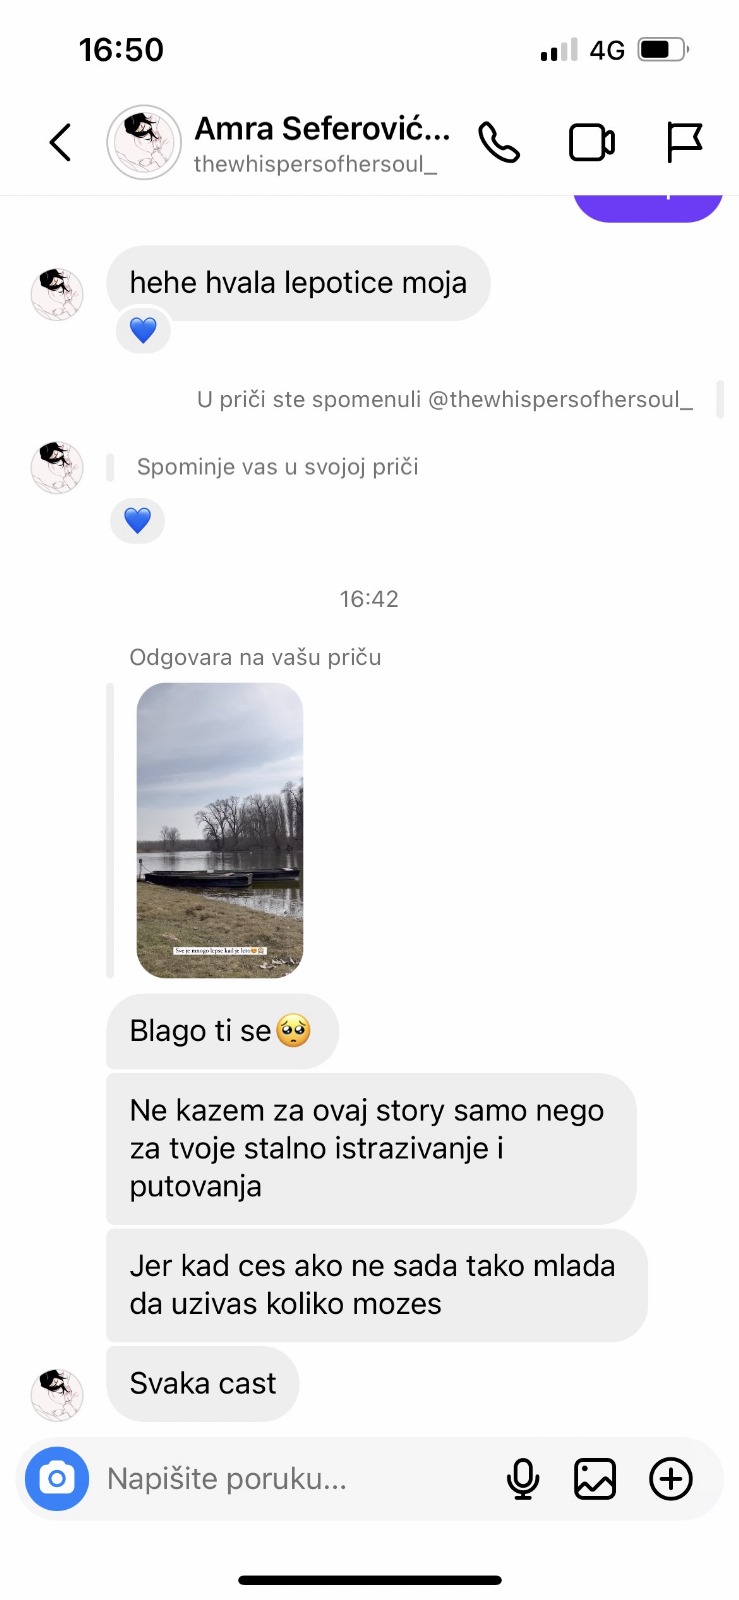 16:50
4G
Amra Seferović...
thewhispersofhersoul_
hehe hvala lepotice moja
U priči ste spomenuli @thewhispersofhersoul_
Spominje vas u svojoj priči
16:42
Odgovara na vašu priču
Sve je mnogo lepse kad je leto
Blago ti se🥺
Ne kazem za ovaj story samo nego
za tvoje stalno istrazivanje i
putovanja
Jer kad ces ako ne sada tako mlada
da uzivas koliko mozes
Svaka cast
Napišite poruku...